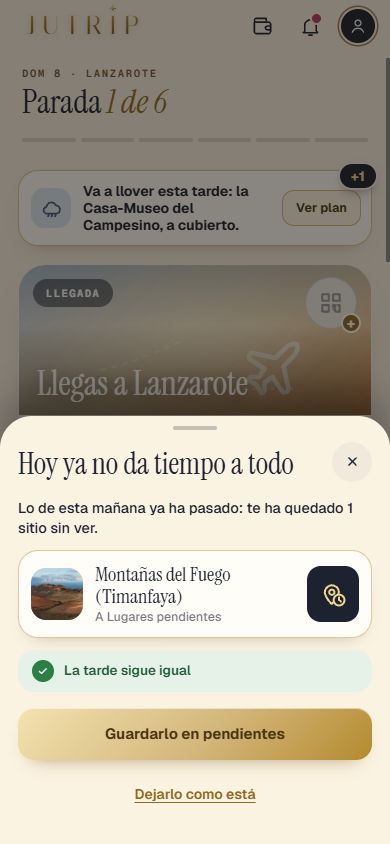 JUTRIP
DOM 8 · LANZAROTE
Parada 1 de 6
+1
Va a llover esta tarde: la
Casa-Museo del
Campesino, a cubierto.
Ver plan
LLEGADA
Llegas a Lanzarote
Hoy ya no da tiempo a todo
Lo de esta mañana ya ha pasado: te ha quedado 1
sitio sin ver.
Montañas del Fuego
(Timanfaya)
A Lugares pendientes
La tarde sigue igual
Guardarlo en pendientes
Dejarlo como está